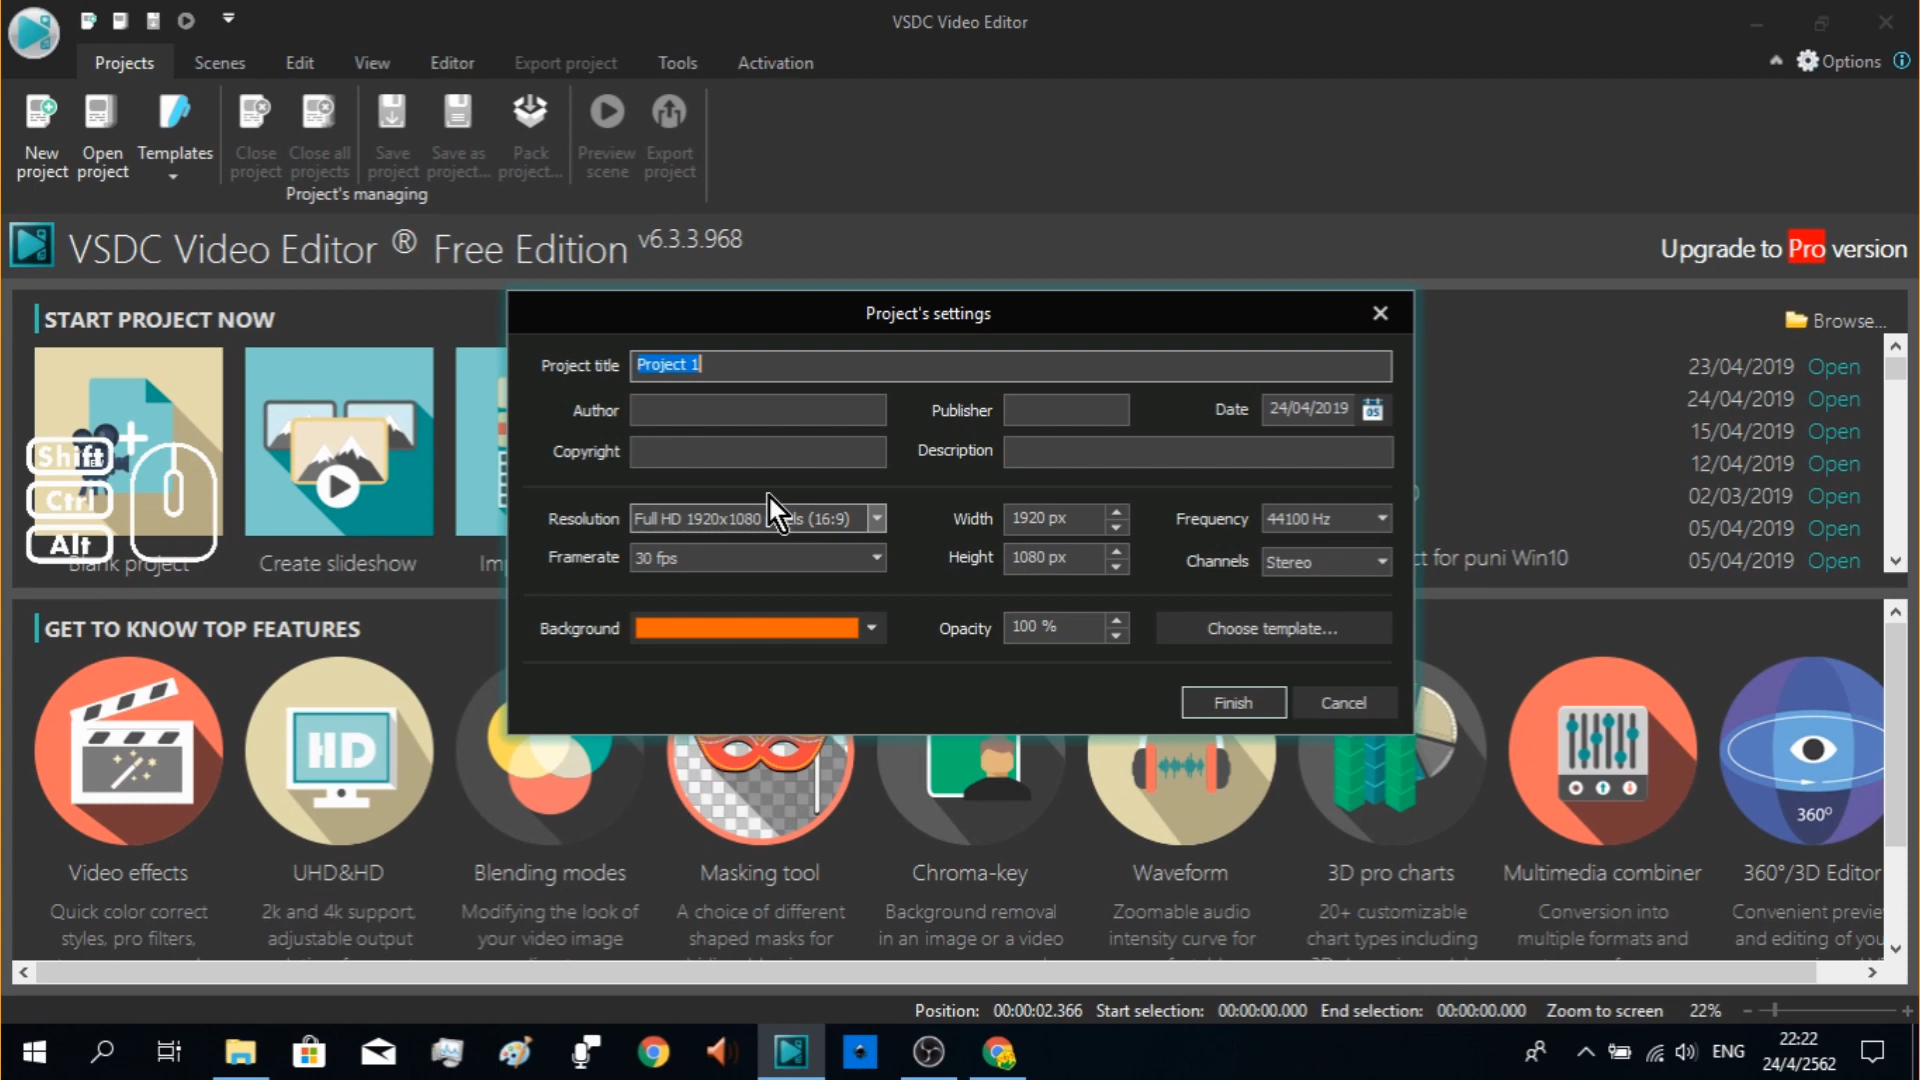 VSDC Video Editor
Projects Scenes Edit View Editor Export project Tools Activation Options
New project
Open project
Templates
Close project
Close all projects
Save project
Save as project...
Pack project...
Preview scene
Export project
Project's managing
VSDC Video Editor ® Free Edition v6.3.3.968
Upgrade to Pro version
START PROJECT NOW
Browse...
Blank project
Create slideshow
Im
23/04/2019 Open
24/04/2019 Open
15/04/2019 Open
12/04/2019 Open
02/03/2019 Open
05/04/2019 Open
ct for puni Win10 05/04/2019 Open
Shift
Ctrl
Alt
Project's settings
Project title Project 1
Author Publisher Date 24/04/2019
05
Copyright Description
Resolution Full HD 1920x1080 ls (16:9) Width 1920 px Frequency 44100 Hz
Framerate 30 fps Height 1080 px Channels Stereo
Background Opacity 100 % Choose template...
Finish Cancel
GET TO KNOW TOP FEATURES
HD
360°
Video effects
Quick color correct
styles, pro filters,
UHD&HD
2k and 4k support,
adjustable output
Blending modes
Modifying the look of
your video image
Masking tool
A choice of different
shaped masks for
Chroma-key
Background removal
in an image or a video
Waveform
Zoomable audio
intensity curve for
3D pro charts
20+ customizable
chart types including
Multimedia combiner
Conversion into
multiple formats and
360°/3D Editor
Convenient previe
and editing of you
Position: 00:00:02.366 Start selection: 00:00:00.000 End selection: 00:00:00.000 Zoom to screen 22%
ENG
22:22
24/4/2562